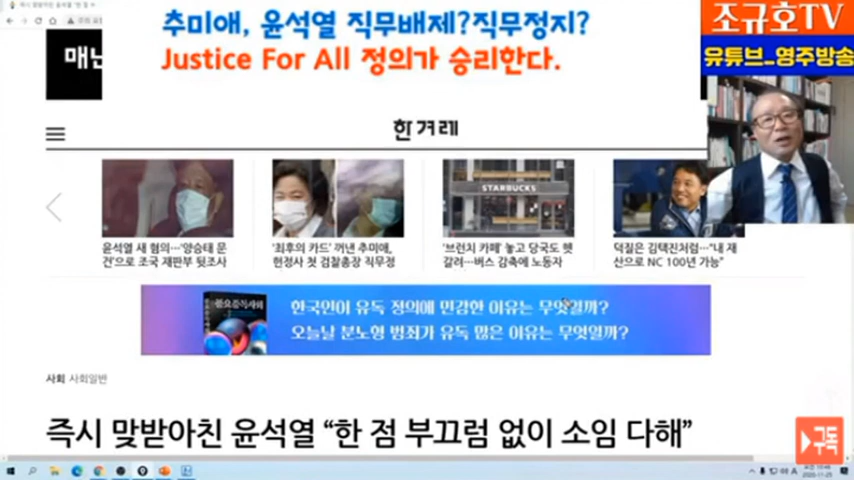 추미애, 윤석열 직무배제?직무정지?
Justice For All 정의가 승리한다.
조규호TV
유튜브_영주방송
매난
한겨레
STARBUCKS
윤석열 새 혐의…'양승태 문
건'으로 조국 재판부 뒷조사
'최후의 카드' 꺼낸 추미애,
헌정사 첫 검찰총장 직무정
'브런치 카페' 놓고 당국도 헷
갈려…버스 감축에 노동자
덕질은 김택진처럼…"내 재
산으로 NC 100년 가능"
한국인이 유독 정의에 민감한 이유는 무엇일까?
오늘날 분노형 범죄가 유독 많은 이유는 무엇일까?
사회 사회일반
즉시 맞받아친 윤석열 "한 점 부끄럼 없이 소임 다해"
구독